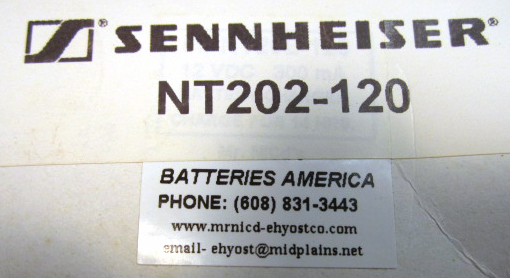 SENNHEISER®
NT202-120
BATTERIES AMERICA
PHONE: (608) 831-3443
www.mrnicd-ehyostco.com
email- ehyost@midplains.net